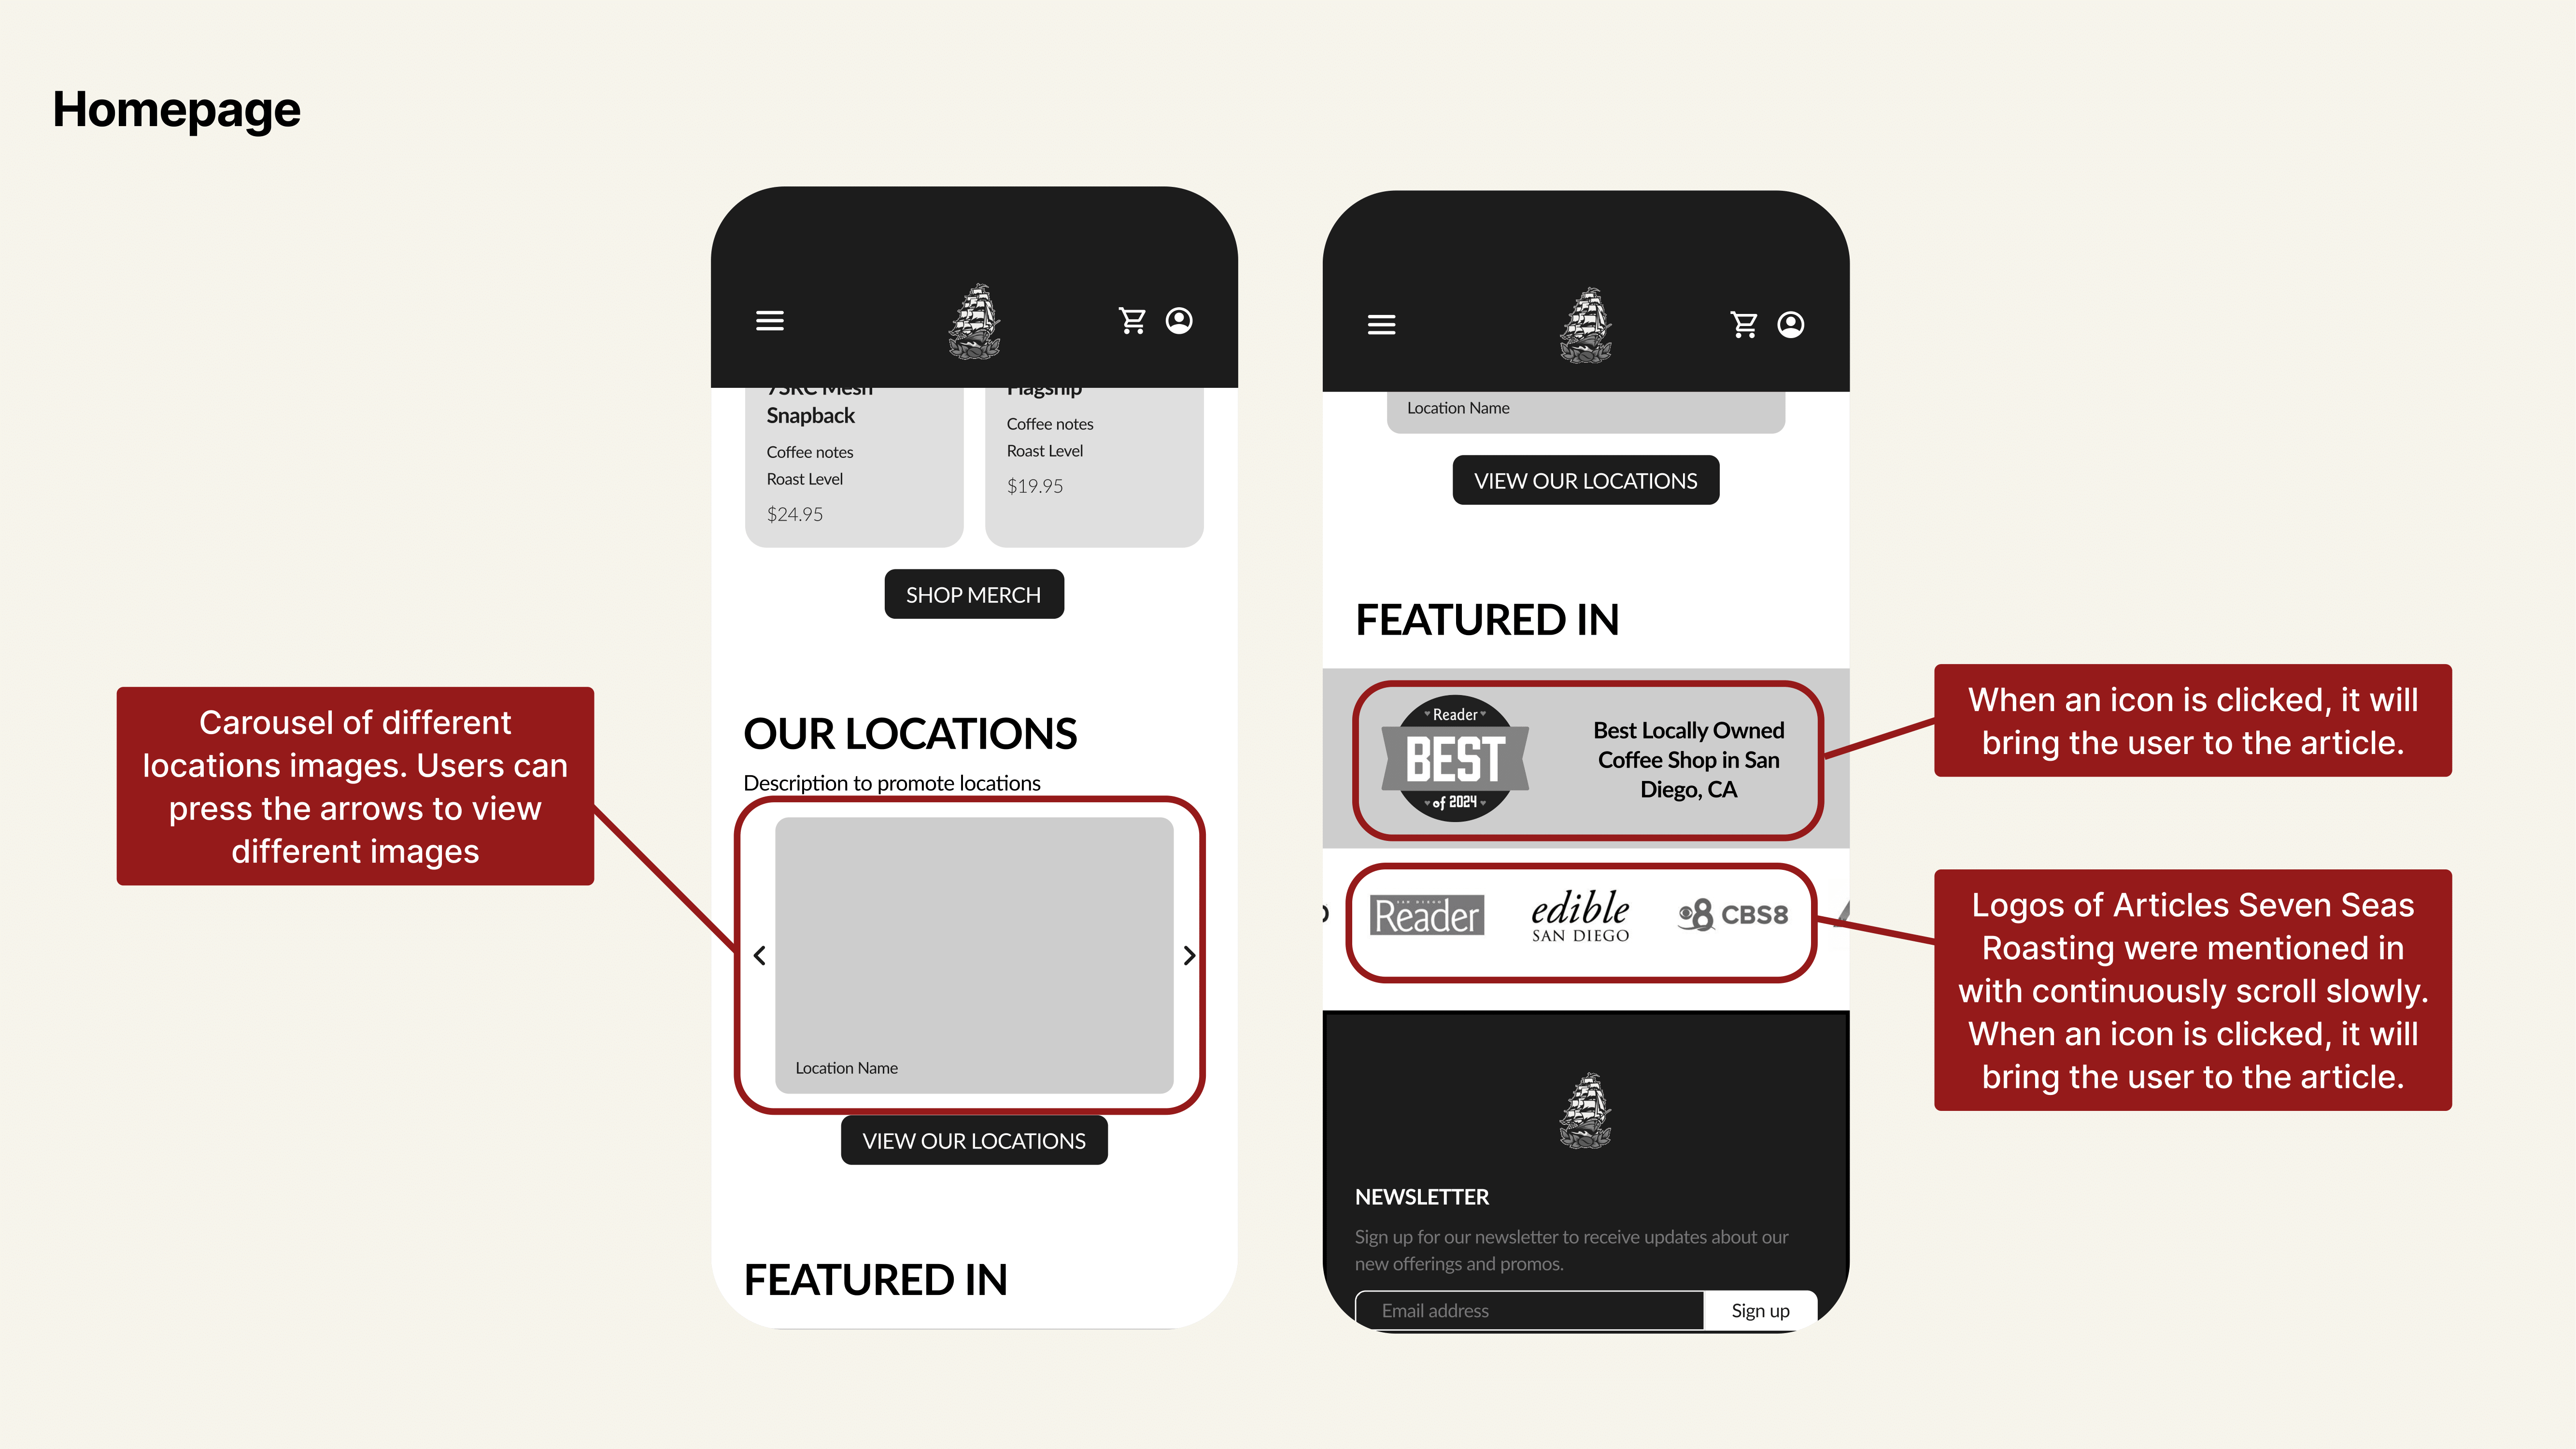 Homepage
7SRC Mesh
Snapback
Coffee notes
Roast Level
$24.95
Flagship
Coffee notes
Roast Level
$19.95
SHOP MERCH
OUR LOCATIONS
Description to promote locations
Location Name
VIEW OUR LOCATIONS
FEATURED IN
Carousel of different
locations images. Users can
press the arrows to view
different images
Location Name
VIEW OUR LOCATIONS
FEATURED IN
Reader
BEST
of 2024
Best Locally Owned
Coffee Shop in San
Diego, CA
SAN DIEGO
Reader
edible
SAN DIEGO
8 CBS8
NEWSLETTER
Sign up for our newsletter to receive updates about our
new offerings and promos.
Email address
Sign up
When an icon is clicked, it will
bring the user to the article.
Logos of Articles Seven Seas
Roasting were mentioned in
with continuously scroll slowly.
When an icon is clicked, it will
bring the user to the article.